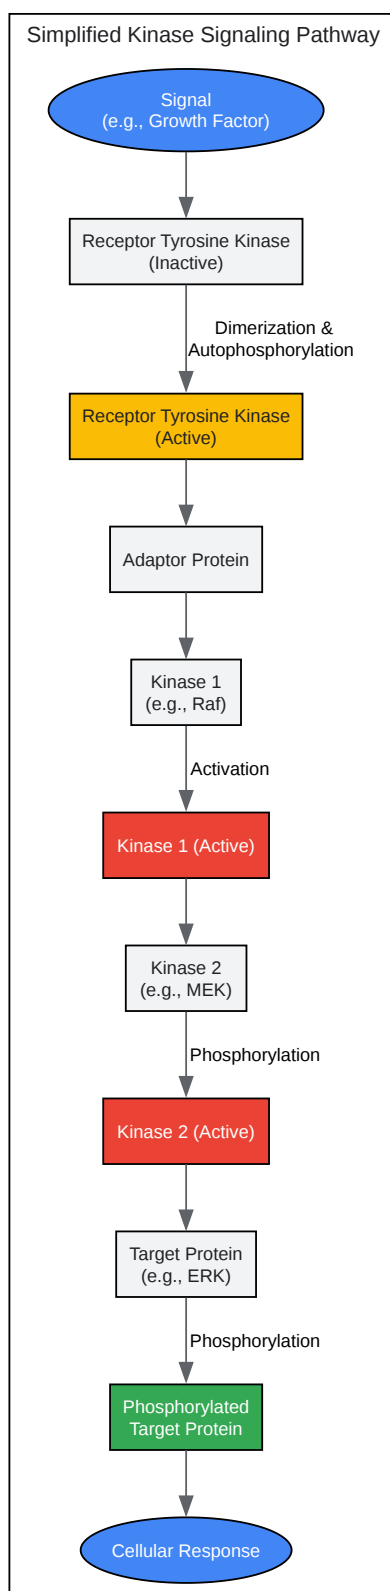 Simplified Kinase Signaling Pathway
Signal
(e.g., Growth Factor)
Receptor Tyrosine Kinase
(Inactive)
Dimerization &
Autophosphorylation
Receptor Tyrosine Kinase
(Active)
Adaptor Protein
Kinase 1
(e.g., Raf)
Activation
Kinase 1 (Active)
Kinase 2
(e.g., MEK)
Phosphorylation
Kinase 2 (Active)
Target Protein
(e.g., ERK)
Phosphorylation
Phosphorylated
Target Protein
Cellular Response